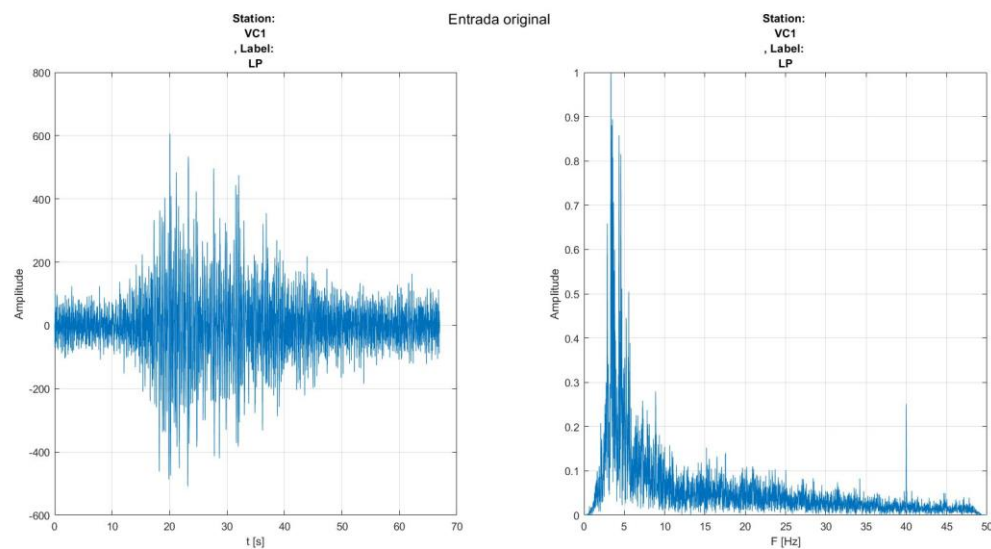 Entrada original
Station:
VC1
, Label:
LP
800
600
400
200
0
-200
-400
-600
Amplitude
0 10 20 30 40 50 60 70
t [s]
Station:
VC1
, Label:
LP
1
0.9
0.8
0.7
0.6
0.5
0.4
0.3
0.2
0.1
0
Amplitude
0 5 10 15 20 25 30 35 40 45 50
F [Hz]